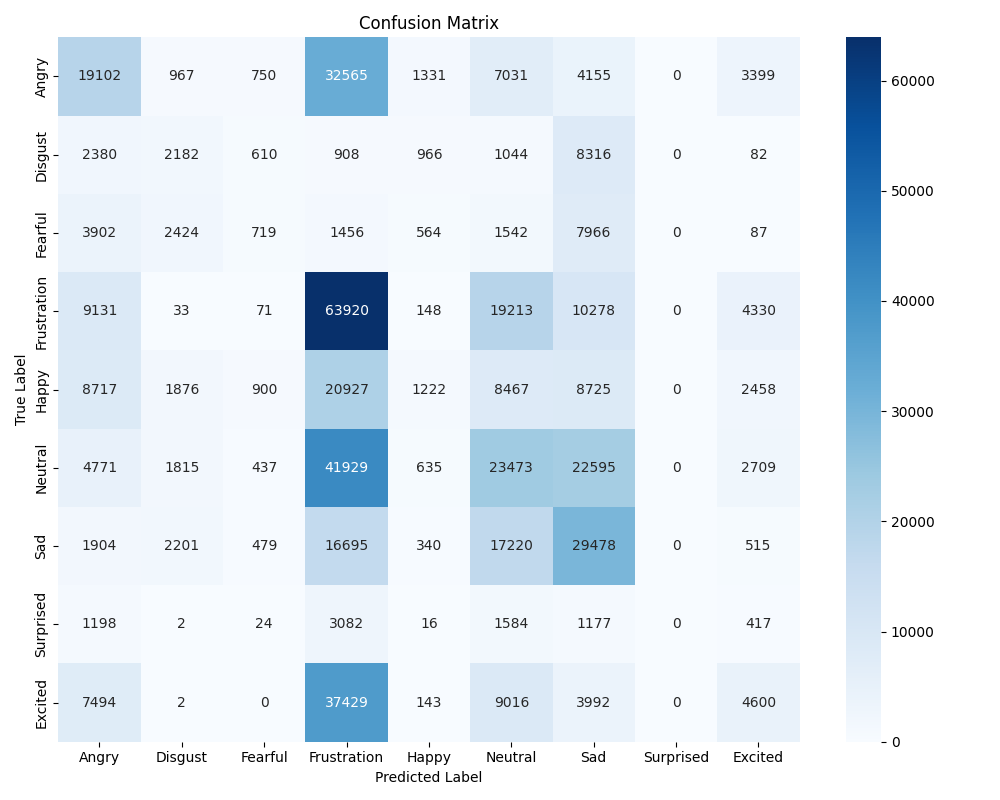 Confusion Matrix
True Label
Angry 19102 967 750 32565 1331 7031 4155 0 3399
Disgust 2380 2182 610 908 966 1044 8316 0 82
Fearful 3902 2424 719 1456 564 1542 7966 0 87
Frustration 9131 33 71 63920 148 19213 10278 0 4330
Happy 8717 1876 900 20927 1222 8467 8725 0 2458
Neutral 4771 1815 437 41929 635 23473 22595 0 2709
Sad 1904 2201 479 16695 340 17220 29478 0 515
Surprised 1198 2 24 3082 16 1584 1177 0 417
Excited 7494 2 0 37429 143 9016 3992 0 4600
Angry Disgust Fearful Frustration Happy Neutral Sad Surprised Excited
Predicted Label
60000
50000
40000
30000
20000
10000
0